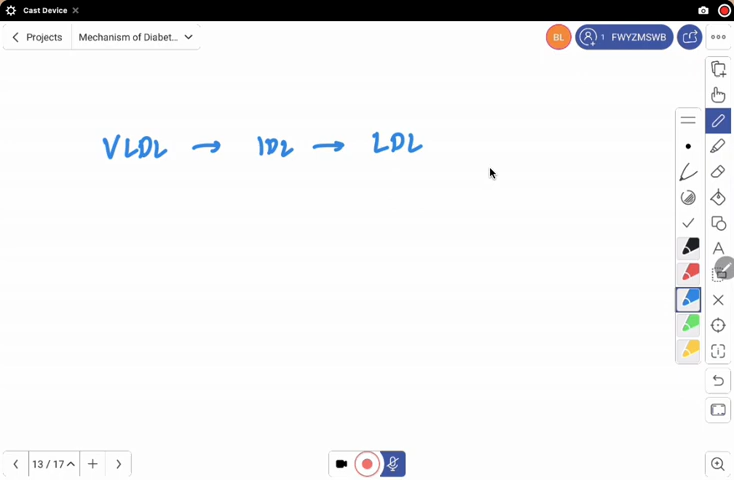 Cast Device
Projects Mechanism of Diabet... BL 1 FWYZMSWB
VLDL → IDL → LDL
A
13 / 17